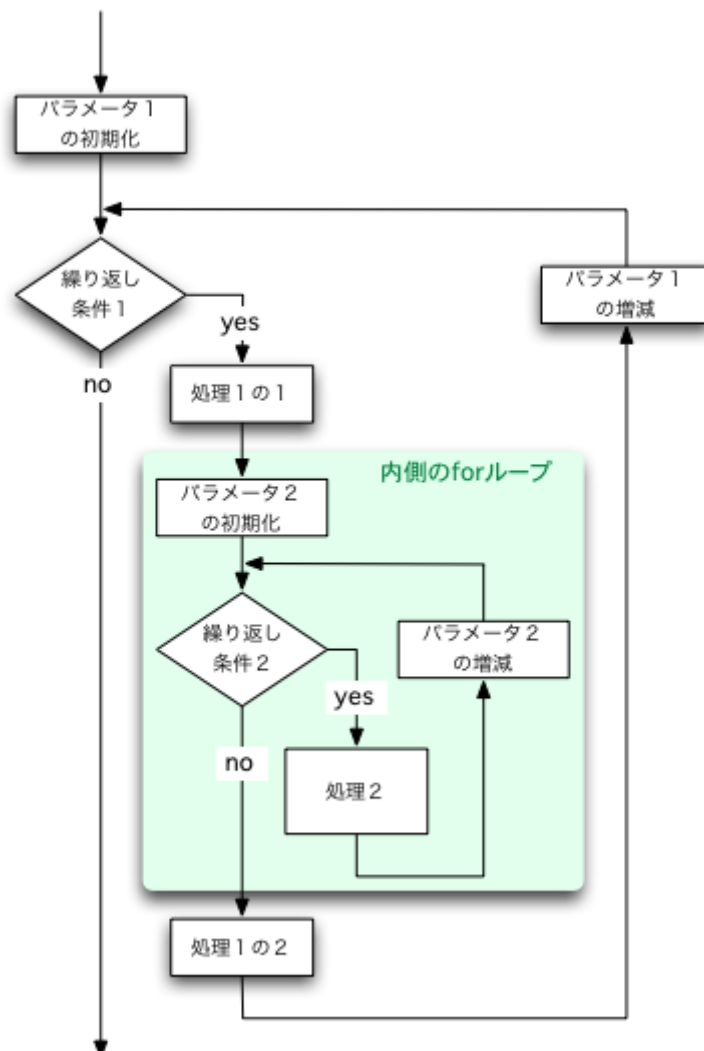 パラメータ１
の初期化
繰り返し
条件１
パラメータ１
の増減
yes
no
処理１の１
内側のforループ
パラメータ２
の初期化
繰り返し
条件２
パラメータ２
の増減
yes
no
処理２
処理１の２